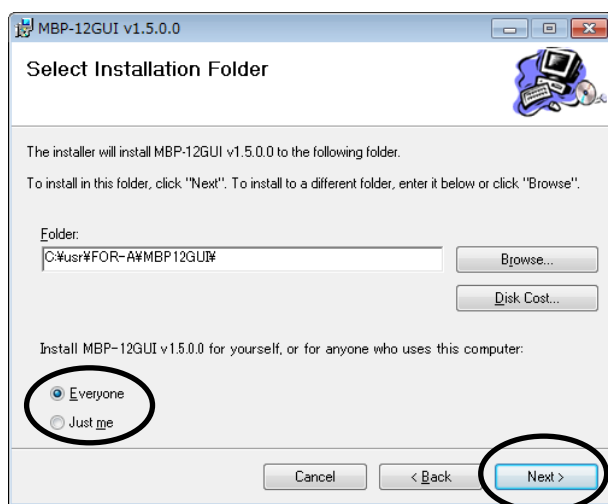 MBP-12GUI v1.5.0.0
Select Installation Folder
The installer will install MBP-12GUI v1.5.0.0 to the following folder.
To install in this folder, click "Next". To install to a different folder, enter it below or click "Browse".
Folder:
C:¥usr¥FOR-A¥MBP12GUI¥
Browse...
Disk Cost...
Install MBP-12GUI v1.5.0.0 for yourself, or for anyone who uses this computer:
Everyone
Just me
Cancel
< Back
Next >